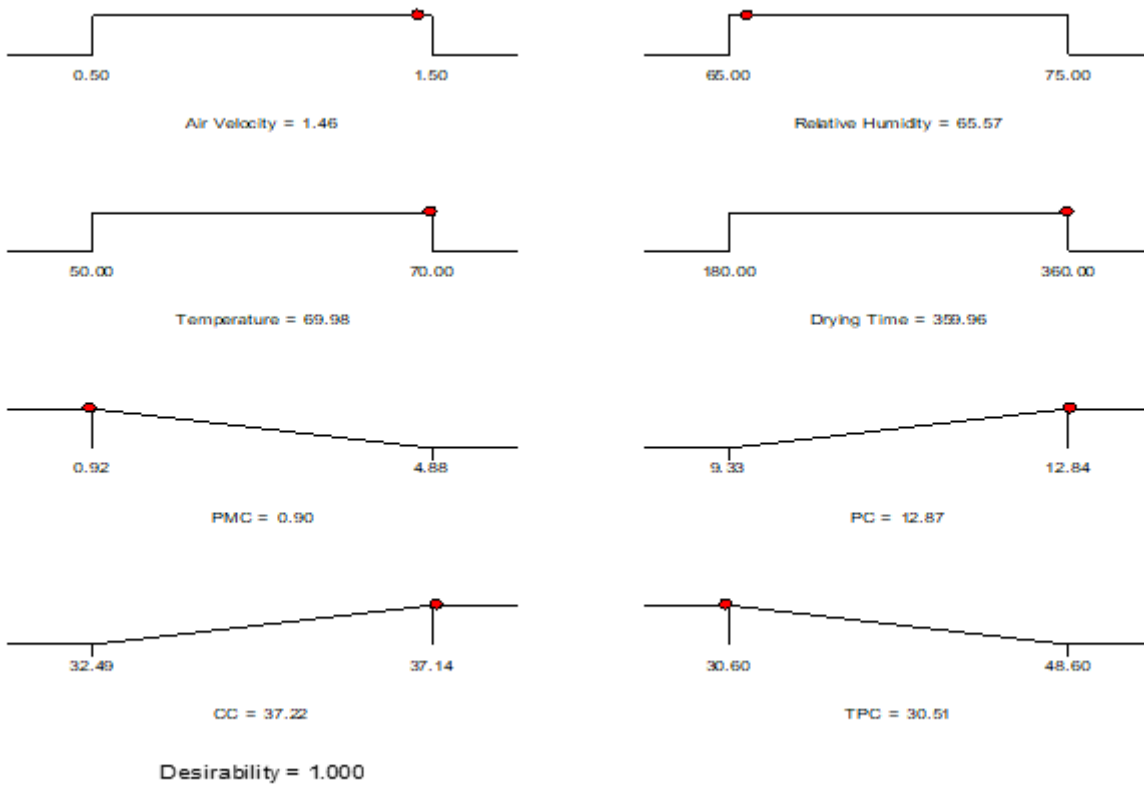 0.50 1.50 65.00 75.00
Air Velocity = 1.46 Relative Humidity = 65.57
50.00 70.00 180.00 360.00
Temperature = 69.98 Drying Time = 359.96
0.92 4.88 9.33 12.84
PMC = 0.90 PC = 12.87
32.49 37.14 30.60 48.60
CC = 37.22 TPC = 30.51
Desirability = 1.000